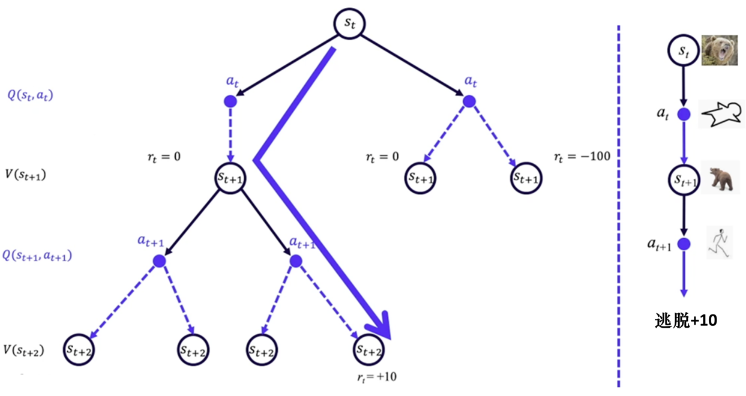 s_t
s_t
a_t
a_t
Q(s_t,a_t)
a_t
r_t = 0
r_t = 0
r_t = −100
V(s_{t+1})
s_{t+1}
s_{t+1}
s_{t+1}
s_{t+1}
a_{t+1}
a_{t+1}
a_{t+1}
Q(s_{t+1},a_{t+1})
逃脱+10
V(s_{t+2})
s_{t+2}
s_{t+2}
s_{t+2}
s_{t+2}
r_t = +10